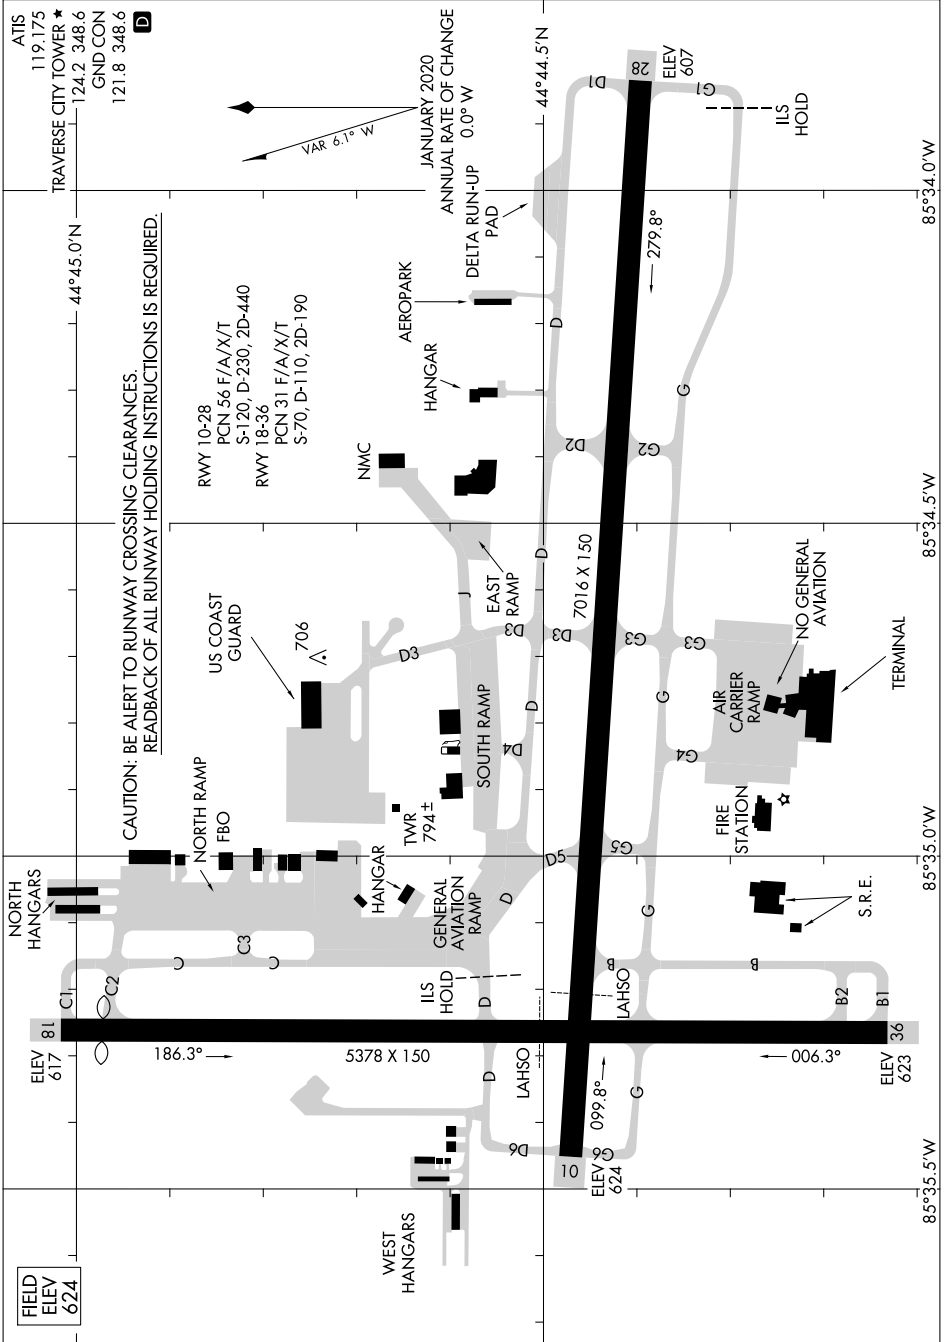 ATIS
119.175
TRAVERSE CITY TOWER ★
124.2 348.6
GND CON
121.8 348.6
D
VAR 6.1° W
JANUARY 2020
ANNUAL RATE OF CHANGE
0.0° W
44°45.0'N
44°44.5'N
CAUTION: BE ALERT TO RUNWAY CROSSING CLEARANCES.
READBACK OF ALL RUNWAY HOLDING INSTRUCTIONS IS REQUIRED.
RWY 10-28
PCN 56 F/A/X/T
S-120, D-230, 2D-440
RWY 18-36
PCN 31 F/A/X/T
S-70, D-110, 2D-190
D1
28
ELEV
607
G1
ILS
HOLD
85°34.0'W
DELTA RUN-UP
PAD
279.8°
AEROPARK
D
HANGAR
G
NMC
D2
G2
85°34.5'W
D
EAST
RAMP
J
7016 X 150
US COAST
GUARD
706
D3
D3
D3
G3
G3
NO GENERAL
AVIATION
TERMINAL
AIR
CARRIER
RAMP
G
D
SOUTH RAMP
D4
G4
TWR
794±
FIRE
STATION
NORTH RAMP
FBO
D5
G5
85°35.0'W
NORTH
HANGARS
HANGAR
GENERAL
AVIATION
RAMP
D
G
S.R.E.
C3
C
C
B
B
C1
C2
ILS
HOLD
D
LAHSO
B2
B1
18
ELEV
617
186.3°
5378 X 150
LAHSO
006.3°
36
ELEV
623
D
099.8°
G
D6
G6
10
ELEV
624
85°35.5'W
WEST
HANGARS
FIELD
ELEV
624